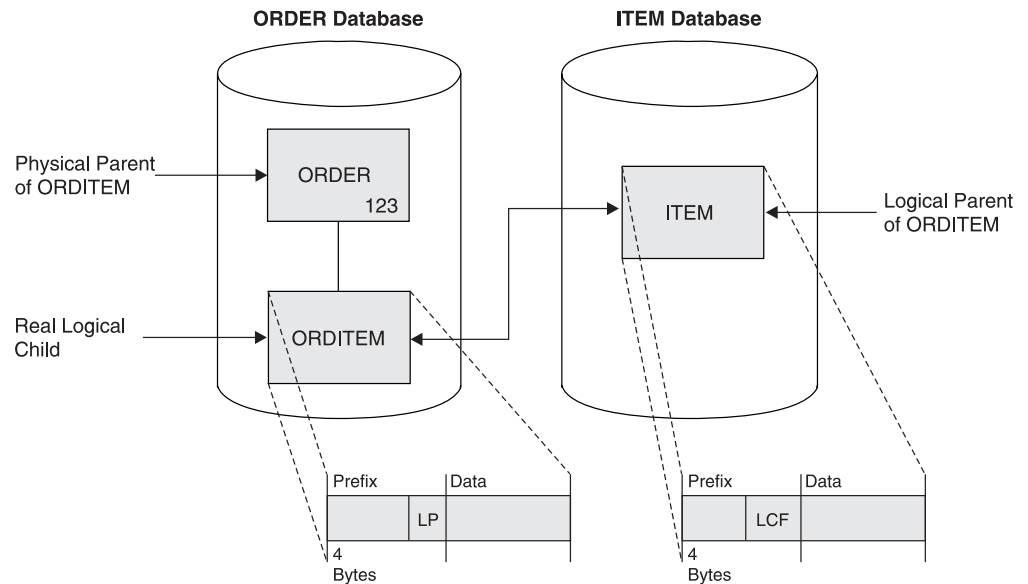 ORDER Database
ITEM Database
Physical Parent
of ORDITEM
ORDER
123
ITEM
Logical Parent
of ORDITEM
Real Logical
Child
ORDITEM
Prefix
Data
LP
4
Bytes
Prefix
Data
LCF
4
Bytes